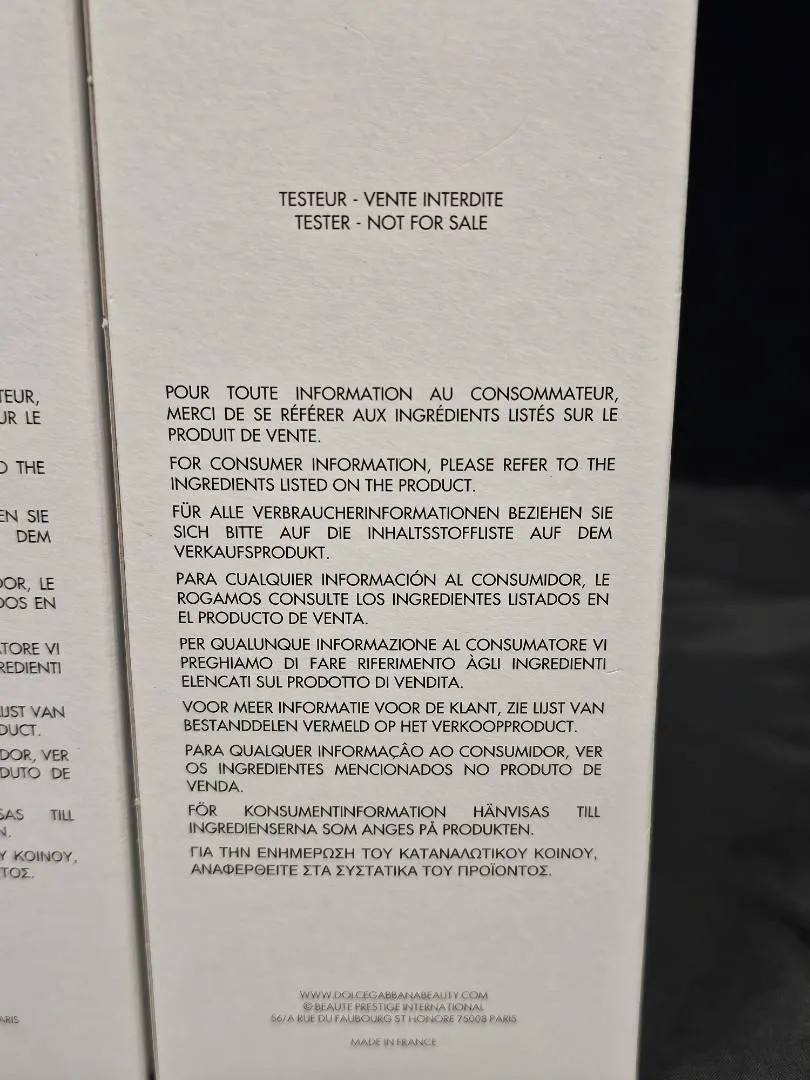 TESTEUR - VENTE INTERDITE
TESTER - NOT FOR SALE
POUR TOUTE INFORMATION AU CONSOMMATEUR,
MERCI DE SE RÉFÉRER AUX INGRÉDIENTS LISTÉS SUR LE
PRODUIT DE VENTE.
FOR CONSUMER INFORMATION, PLEASE REFER TO THE
INGREDIENTS LISTED ON THE PRODUCT.
FÜR ALLE VERBRAUCHERINFORMATIONEN BEZIEHEN SIE
SICH BITTE AUF DIE INHALTSSTOFFLISTE AUF DEM
VERKAUFSPRODUKT.
PARA CUALQUIER INFORMACIÓN AL CONSUMIDOR, LE
ROGAMOS CONSULTE LOS INGREDIENTES LISTADOS EN
EL PRODUCTO DE VENTA.
PER QUALUNQUE INFORMAZIONE AL CONSUMATORE VI
PREGHIAMO DI FARE RIFERIMENTO ÀGLI INGREDIENTI
ELENCATI SUL PRODOTTO DI VENDITA.
VOOR MEER INFORMATIE VOOR DE KLANT, ZIE LIJST VAN
BESTANDDELEN VERMELD OP HET VERKOOPPRODUCT.
PARA QUALQUER INFORMAÇÂO AO CONSUMIDOR, VER
OS INGREDIENTES MENCIONADOS NO PRODUTO DE
VENDA.
FÖR KONSUMENTINFORMATION HÄNVISAS TILL
INGREDIENSERNA SOM ANGES PÅ PRODUKTEN.
ΓΙΑ ΤΗΝ ΕΝΗΜΕΡΩΣΗ ΤΟΥ ΚΑΤΑΝΑΛΩΤΙΚΟΥ ΚΟΙΝΟΥ,
ΑΝΑΦΕΡΘΕΙΤΕ ΣΤΑ ΣΥΣΤΑΤΙΚΑ ΤΟΥ ΠΡΟΪΟΝΤΟΣ.
WWW.DOLCEGABBANABEAUTY.COM
© BEAUTE PRESTIGE INTERNATIONAL
56/A RUE DU FAUBOURG ST HONORE 75008 PARIS
MADE IN FRANCE